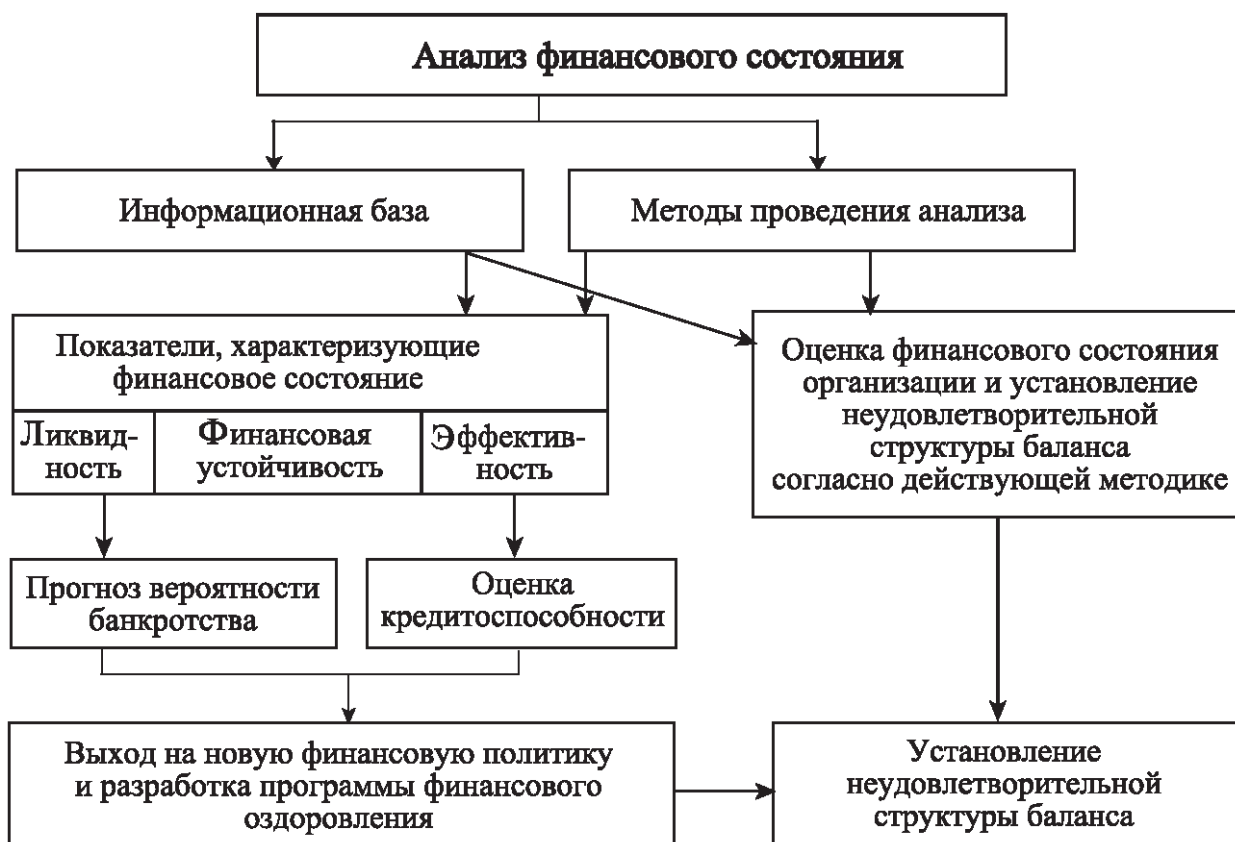 Анализ финансового состояния
Информационная база
Методы проведения анализа
Показатели, характеризующие
финансовое состояние
Ликвид-
ность
Финансовая
устойчивость
Эффектив-
ность
Оценка финансового состояния
организации и установление
неудовлетворительной
структуры баланса
согласно действующей методике
Прогноз вероятности
банкротства
Оценка
кредитоспособности
Выход на новую финансовую политику
и разработка программы финансового
оздоровления
Установление
неудовлетворительной
структуры баланса